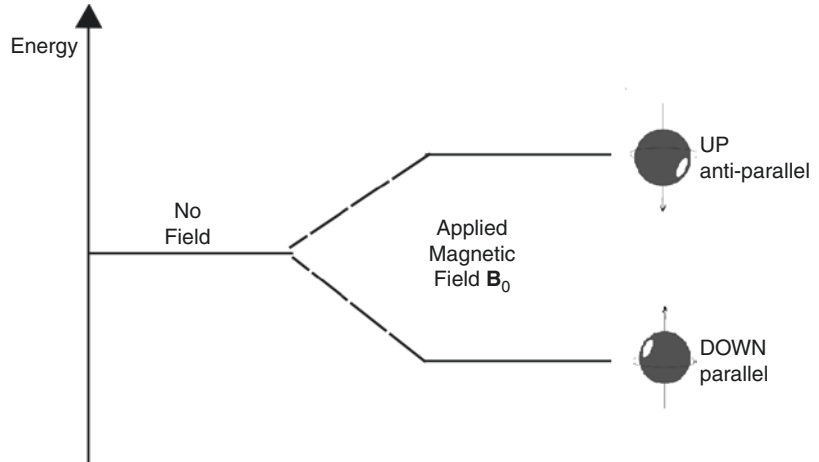 Energy
No
Field
Applied
Magnetic
Field B₀
UP
anti-parallel
DOWN
parallel